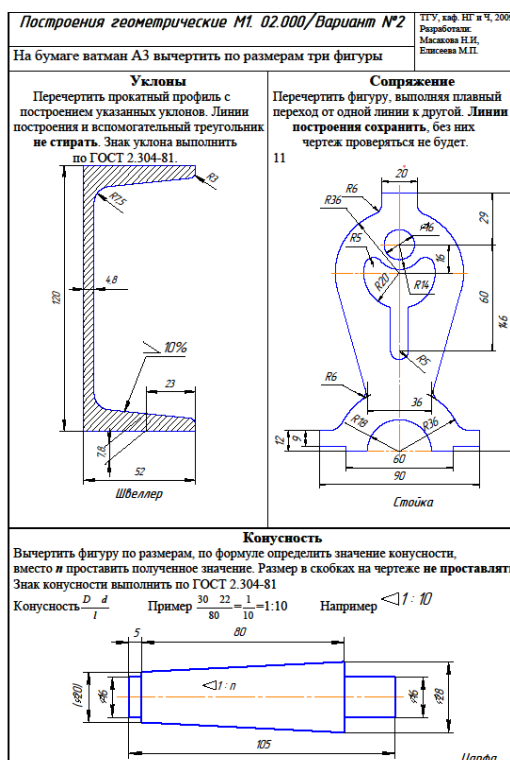 Построения геометрические М1. 02.000/Вариант №2
ТГУ, каф. НГ и Ч, 2009
Разработали:
Масакова Н.И,
Елисеева М.П.
На бумаге ватман А3 вычертить по размерам три фигуры
Уклоны
Перечертить прокатный профиль с
построением указанных уклонов. Линии
построения и вспомогательный треугольник
не стирать. Знак уклона выполнить
по ГОСТ 2.304-81.
R3
R7,5
4,8
120
10%
23
7,8
52
Швеллер
Сопряжение
Перечертить фигуру, выполняя плавный
переход от одной линии к другой. Линии
построения сохранить, без них
чертеж проверяться не будет.
11
20
R6
R36
⌀16
29
R5
16
R14
R20
60
146
R5
R6
36
R18
R36
12
9
60
90
Стойка
Конусность
Вычертить фигуру по размерам, по формуле определить значение конусности,
вместо n проставить полученное значение. Размер в скобках на чертеже не проставлят
Знак конусности выполнить по ГОСТ 2.304-81
Конусность D d / l Пример 30 22 / 80 = 1 / 10 =1:10 Например ◁1 : 10
5
80
(⌀20)
⌀16
◁1 : n
⌀16
⌀28
105
Цапфа